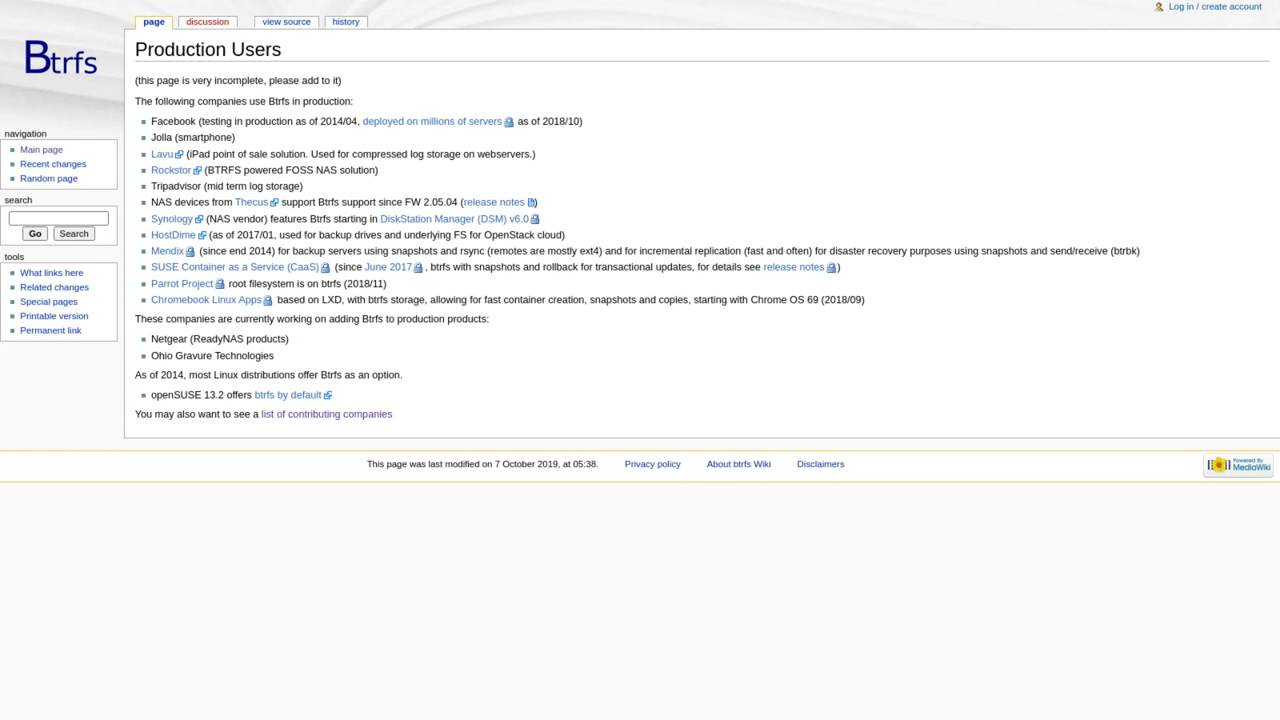 Log in / create account
page
discussion
view source
history
Btrfs
Production Users
(this page is very incomplete, please add to it)
The following companies use Btrfs in production:
Facebook (testing in production as of 2014/04, deployed on millions of servers as of 2018/10)
Jolla (smartphone)
Lavu (iPad point of sale solution. Used for compressed log storage on webservers.)
Rockstor (BTRFS powered FOSS NAS solution)
Tripadvisor (mid term log storage)
NAS devices from Thecus support Btrfs support since FW 2.05.04 (release notes)
Synology (NAS vendor) features Btrfs starting in DiskStation Manager (DSM) v6.0
HostDime (as of 2017/01, used for backup drives and underlying FS for OpenStack cloud)
Mendix (since end 2014) for backup servers using snapshots and rsync (remotes are mostly ext4) and for incremental replication (fast and often) for disaster recovery purposes using snapshots and send/receive (btrbk)
SUSE Container as a Service (CaaS) (since June 2017 , btrfs with snapshots and rollback for transactional updates, for details see release notes)
Parrot Project root filesystem is on btrfs (2018/11)
Chromebook Linux Apps based on LXD, with btrfs storage, allowing for fast container creation, snapshots and copies, starting with Chrome OS 69 (2018/09)
These companies are currently working on adding Btrfs to production products:
Netgear (ReadyNAS products)
Ohio Gravure Technologies
As of 2014, most Linux distributions offer Btrfs as an option.
openSUSE 13.2 offers btrfs by default
You may also want to see a list of contributing companies
navigation
Main page
Recent changes
Random page
search
Go Search
tools
What links here
Related changes
Special pages
Printable version
Permanent link
This page was last modified on 7 October 2019, at 05:38. Privacy policy About btrfs Wiki Disclaimers
Powered By
MediaWiki